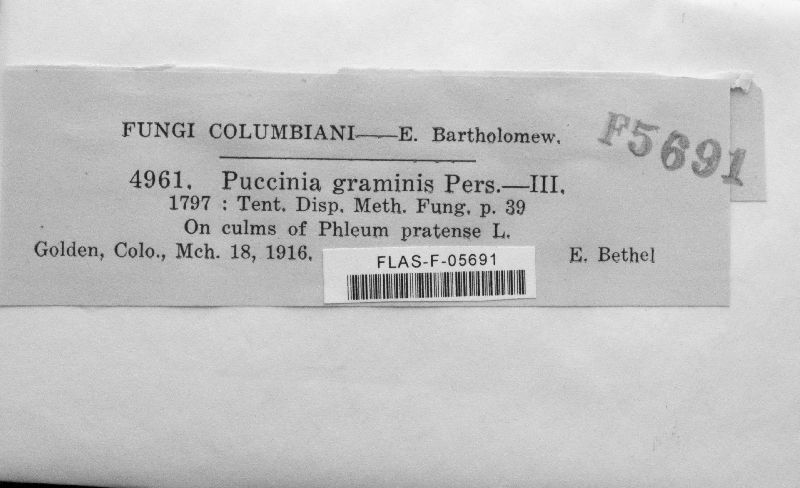 FUNGI COLUMBIANI——E. Bartholomew.
F5691
4961. Puccinia graminis Pers.—III.
1797 : Tent. Disp. Meth. Fung. p. 39
On culms of Phleum pratense L.
Golden, Colo., Mch. 18, 1916. E. Bethel
FLAS-F-05691